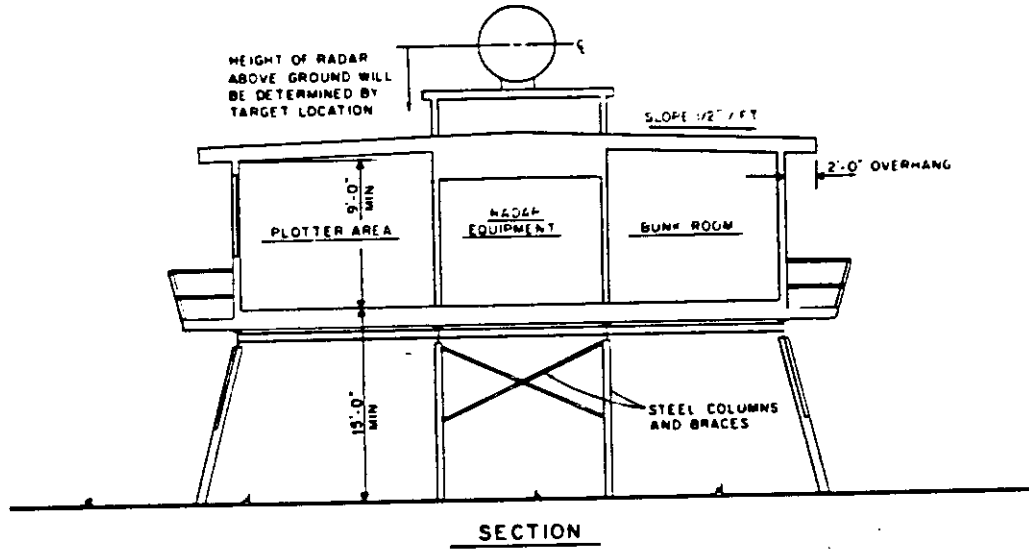 HEIGHT OF RADAR
ABOVE GROUND WILL
BE DETERMINED BY
TARGET LOCATION
℄
SLOPE 1/2" / FT
2'-0" OVERHANG
9'-0"
MIN
PLOTTER AREA
RADAR
EQUIPMENT
BUNK ROOM
15'-0"
MIN
STEEL COLUMNS
AND BRACES
SECTION